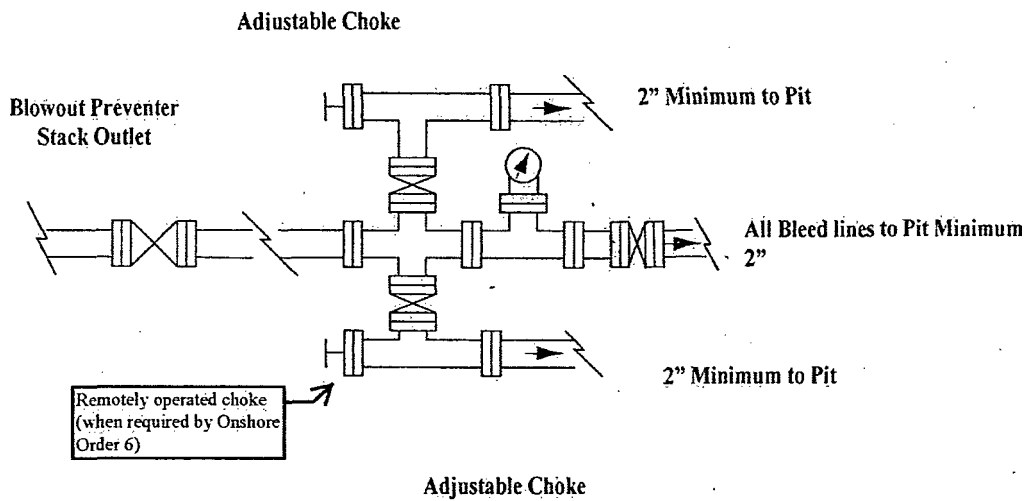 Adjustable Choke
Blowout Preventer
Stack Outlet
2" Minimum to Pit
All Bleed lines to Pit Minimum
2"
2" Minimum to Pit
Remotely operated choke
(when required by Onshore
Order 6)
Adjustable Choke